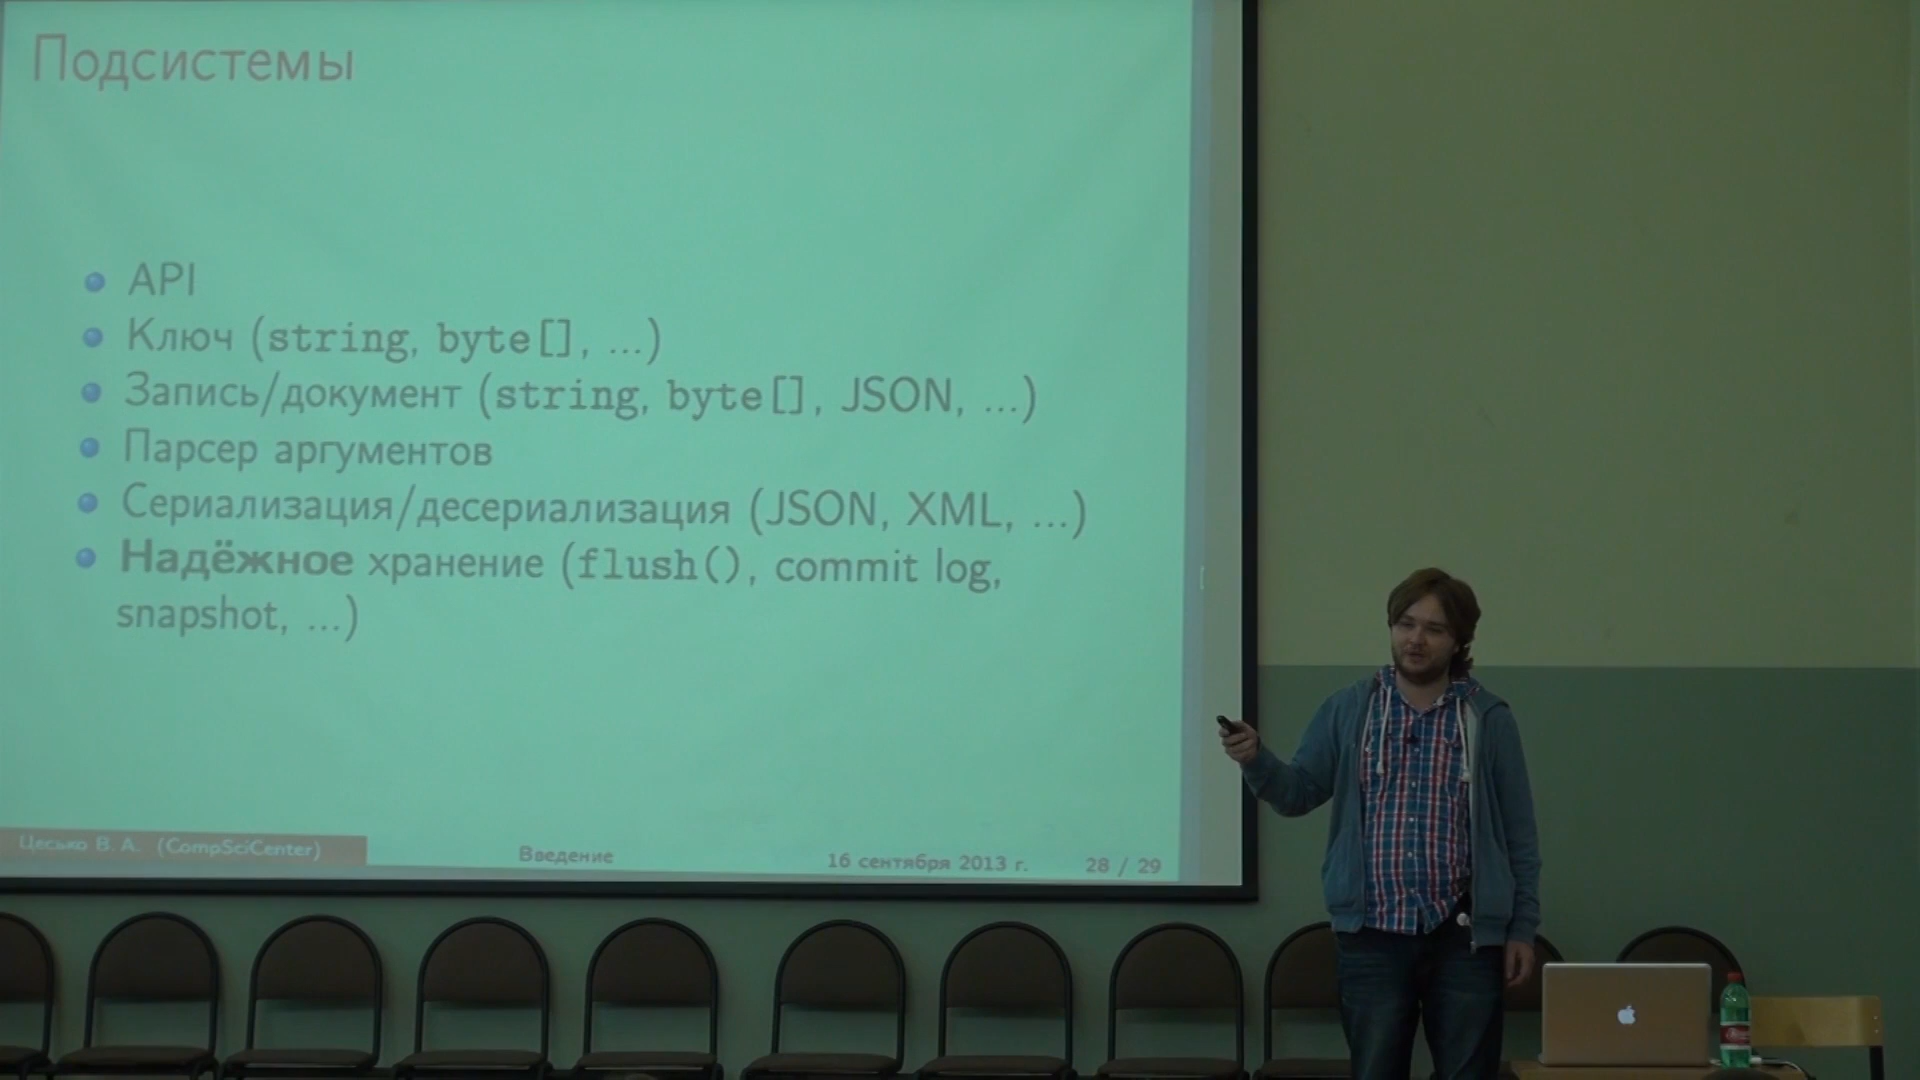 Подсистемы
API
Ключ (string, byte[], ...)
Запись/документ (string, byte[], JSON, ...)
Парсер аргументов
Сериализация/десериализация (JSON, XML, ...)
Надёжное хранение (flush(), commit log,
snapshot, ...)
Цесько В. А. (CompSciCenter)
Введение
16 сентября 2013 г.
28 / 29